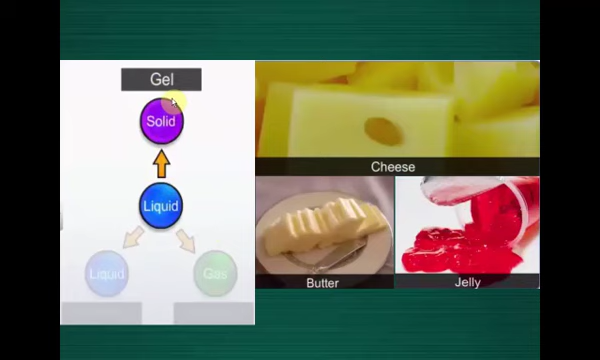 Gel
Solid
Liquid
Liquid
Gas
Cheese
Butter
Jelly